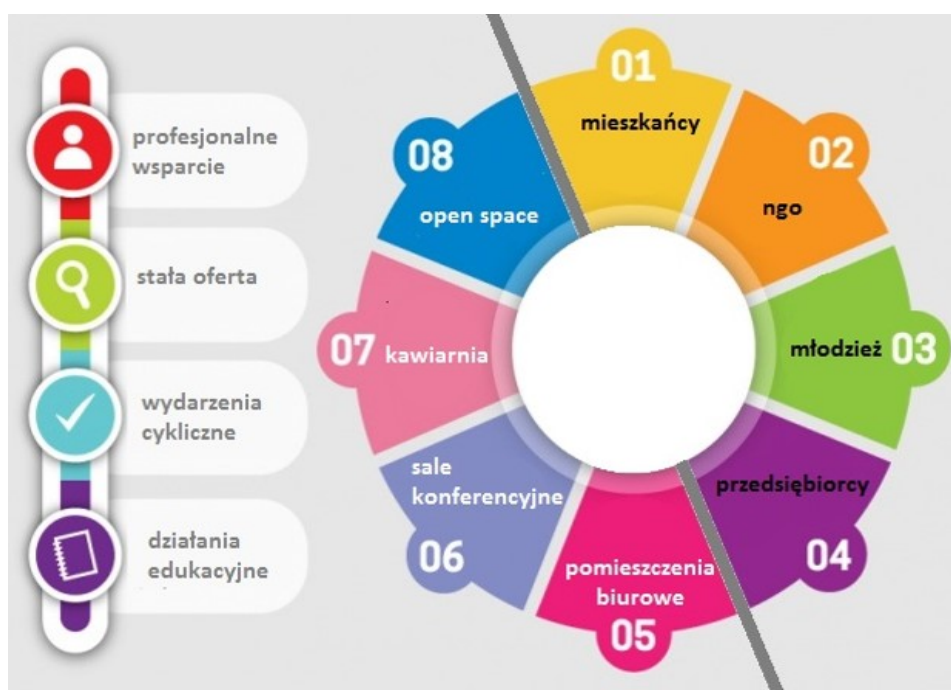 profesjonalne
wsparcie
stała oferta
wydarzenia
cykliczne
działania
edukacyjne
01
mieszkańcy
02
ngo
młodzież 03
przedsiębiorcy
04
pomieszczenia
biurowe
05
sale
konferencyjne
06
07 kawiarnia
08
open space